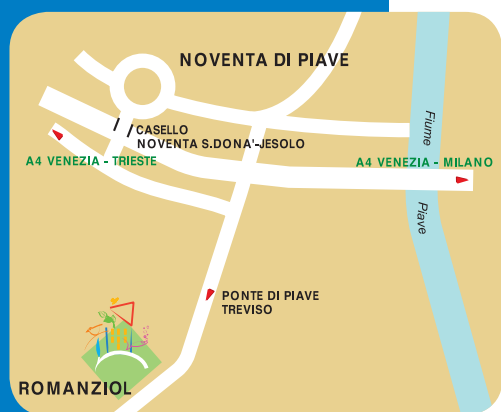 NOVENTA DI PIAVE
CASELLO
NOVENTA S.DONA'-JESOLO
A4 VENEZIA - TRIESTE
A4 VENEZIA - MILANO
Fiume
Piave
PONTE DI PIAVE
TREVISO
ROMANZIOL